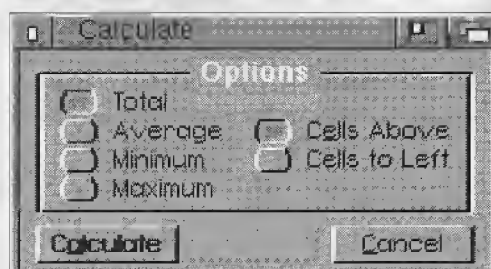 Calculate
Options
Total
Average
Cells Above
Minimum
Cells to Left
Maximum
Calculate
Cancel